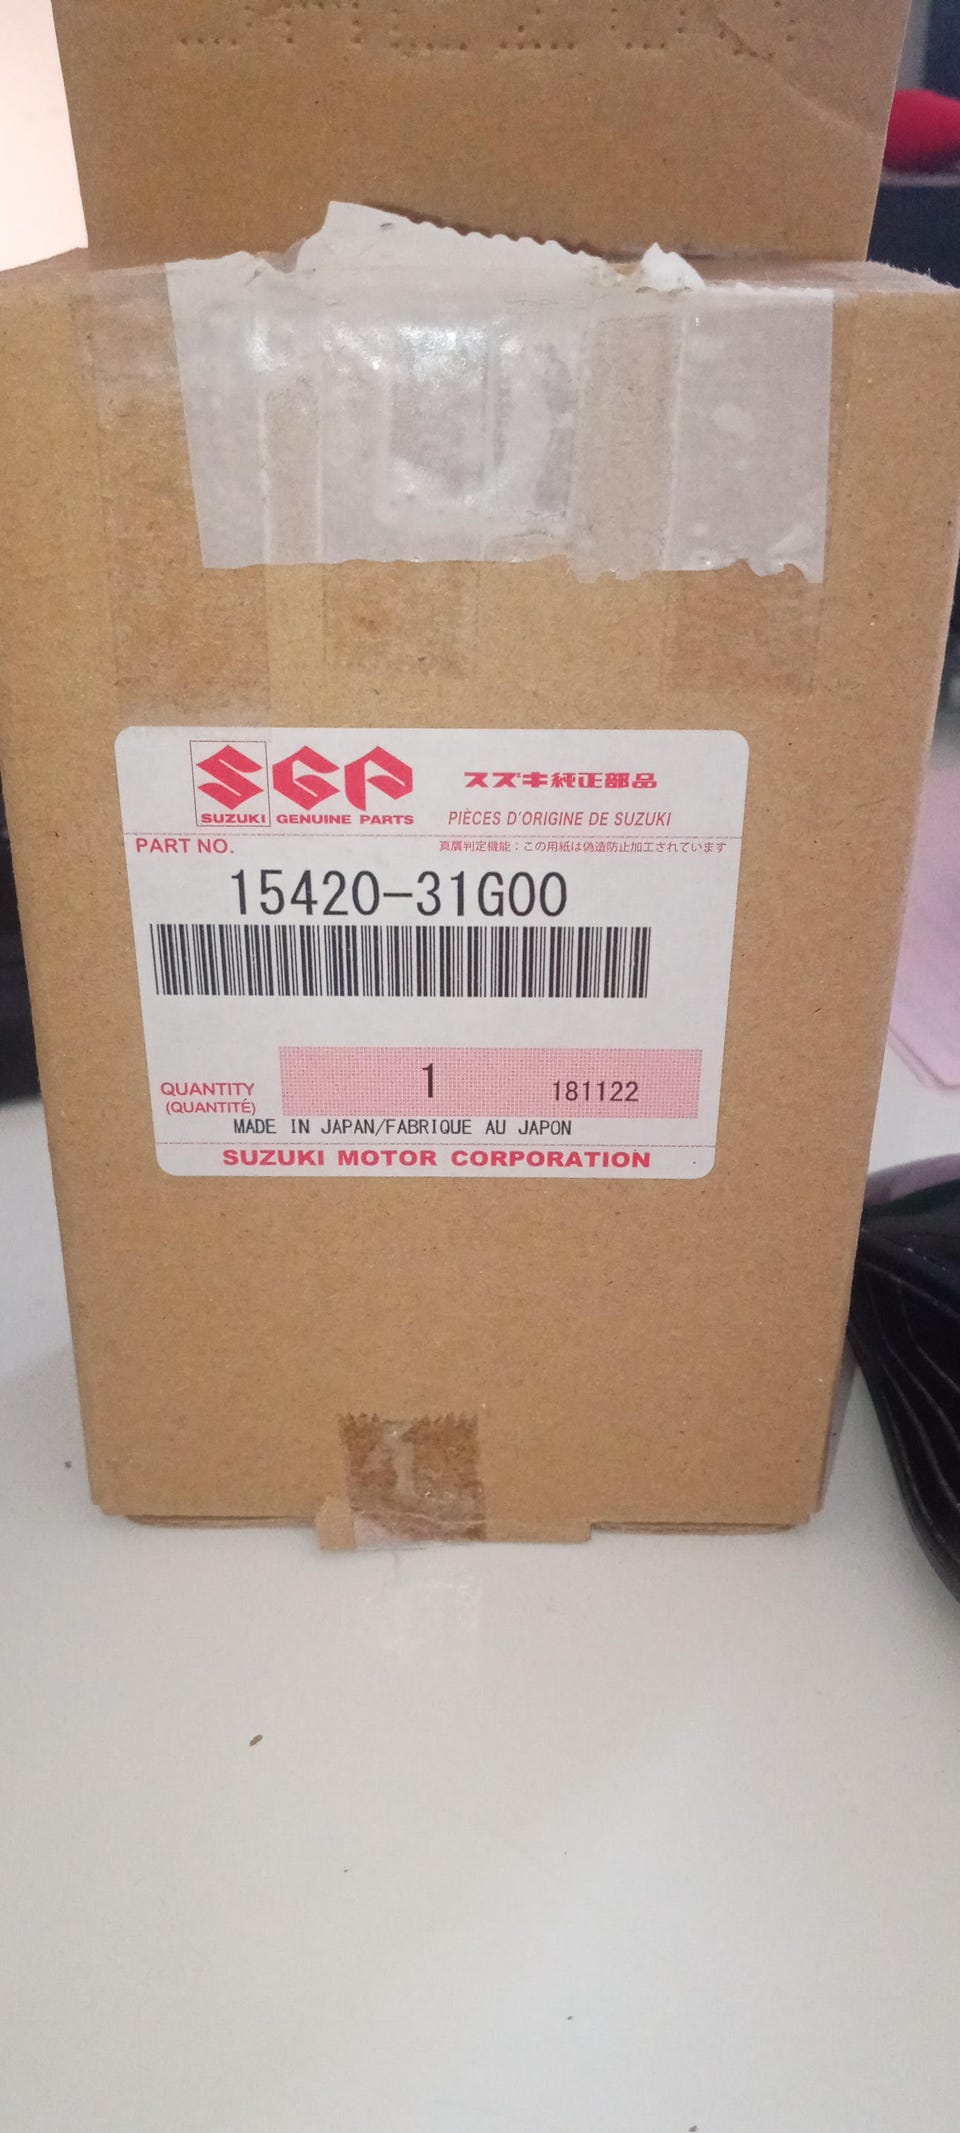 SGP
SUZUKI GENUINE PARTS
スズキ純正部品
PIÈCES D'ORIGINE DE SUZUKI
PART NO.
真贋判定機能：この用紙は偽造防止加工されています
15420-31G00
QUANTITY
(QUANTITÉ)
1
181122
MADE IN JAPAN/FABRIQUE AU JAPON
SUZUKI MOTOR CORPORATION